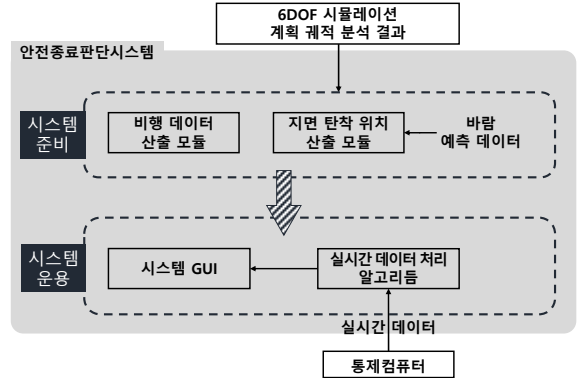 6DOF 시뮬레이션
계획 궤적 분석 결과
안전종료판단시스템
시스템
준비
비행 데이터
산출 모듈
지면 탄착 위치
산출 모듈
바람
예측 데이터
시스템
운용
시스템 GUI
실시간 데이터 처리
알고리듬
실시간 데이터
통제컴퓨터